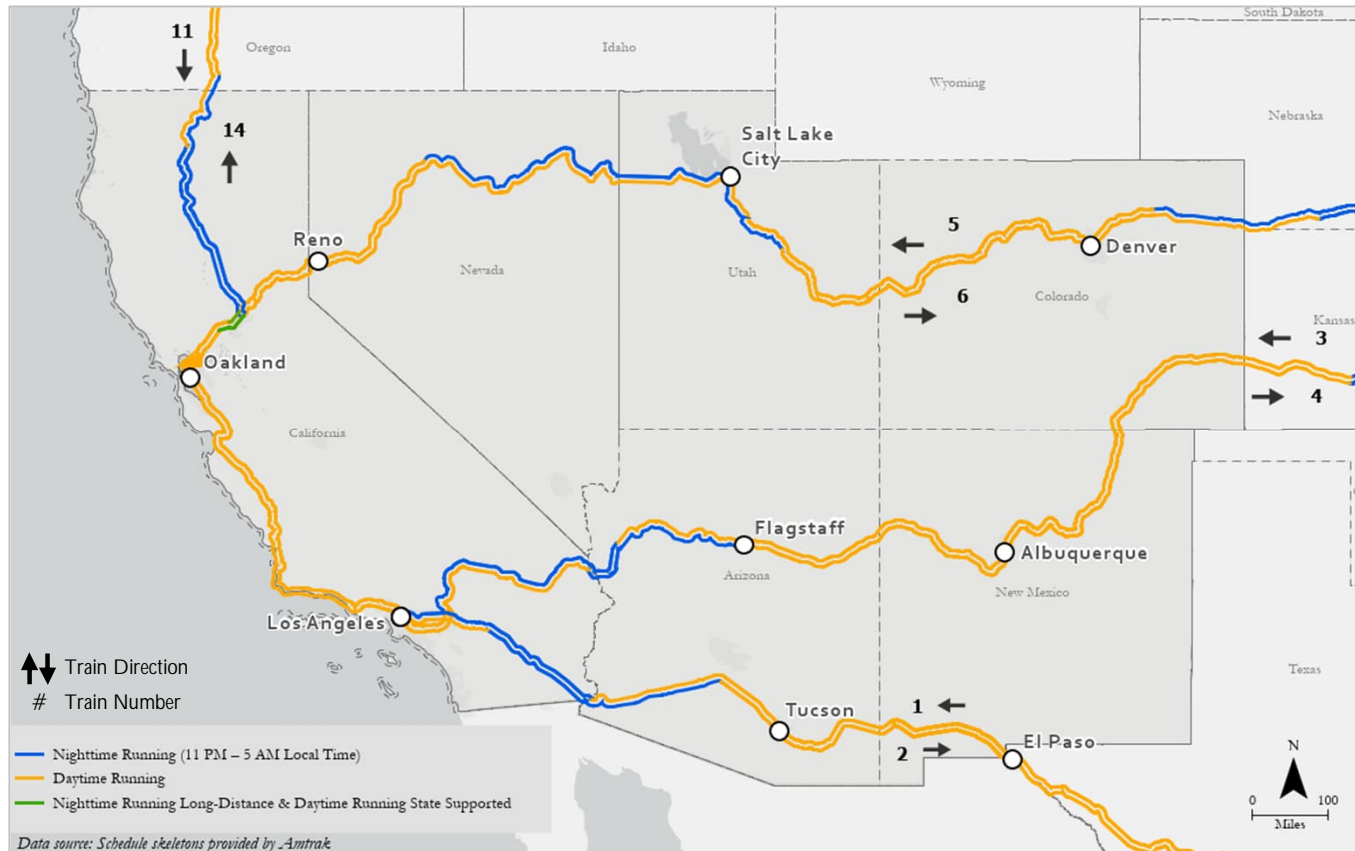 South Dakota
11
Oregon
Idaho
Wyoming
Nebraska
14
Salt Lake
City
Reno
Nevada
5
Denver
Utah
6
Colorado
Kansas
3
Oakland
4
California
Flagstaff
Albuquerque
Arizona
New Mexico
Los Angeles
Train Direction
# Train Number
Texas
Tucson
1
2
El Paso
Nighttime Running (11 PM – 5 AM Local Time)
Daytime Running
Nighttime Running Long-Distance & Daytime Running State Supported
N
0 100
Miles
Data source: Schedule skeletons provided by Amtrak